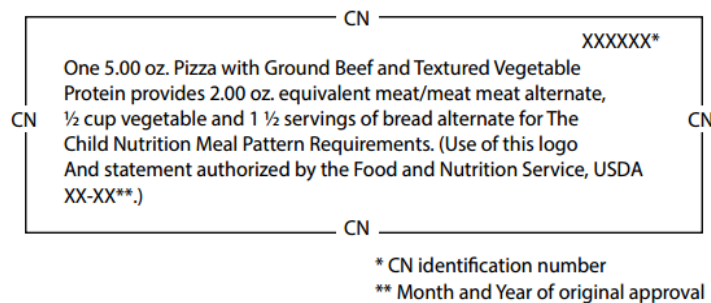 CN
XXXXXX*
One 5.00 oz. Pizza with Ground Beef and Textured Vegetable
Protein provides 2.00 oz. equivalent meat/meat meat alternate,
CN ½ cup vegetable and 1 ½ servings of bread alternate for The CN
Child Nutrition Meal Pattern Requirements. (Use of this logo
And statement authorized by the Food and Nutrition Service, USDA
XX-XX**.)
CN
* CN identification number
** Month and Year of original approval